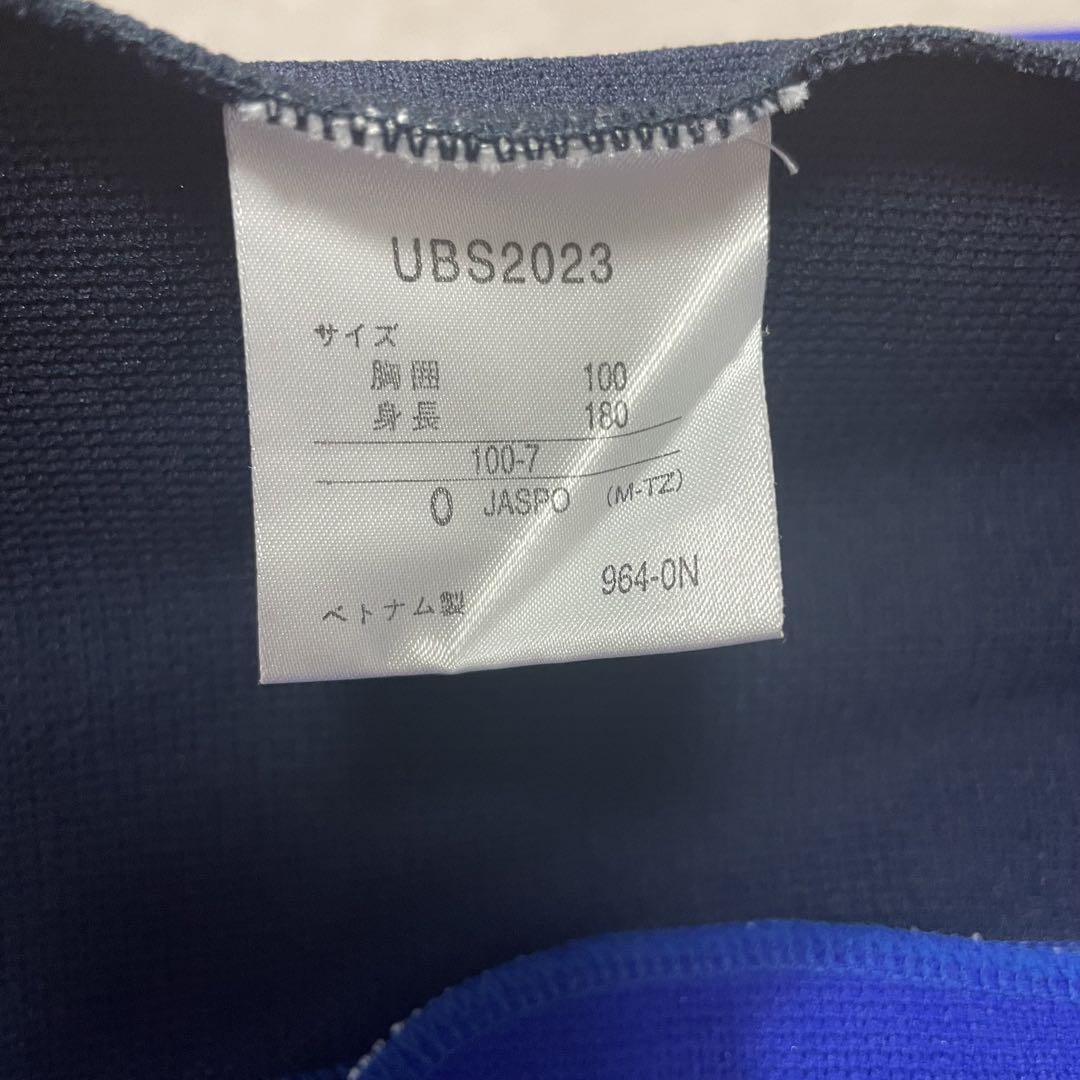 UBS2023
サイズ
胸囲 100
身長 180
100-7
O JASPO (M-TZ)
964-0N
ベトナム製